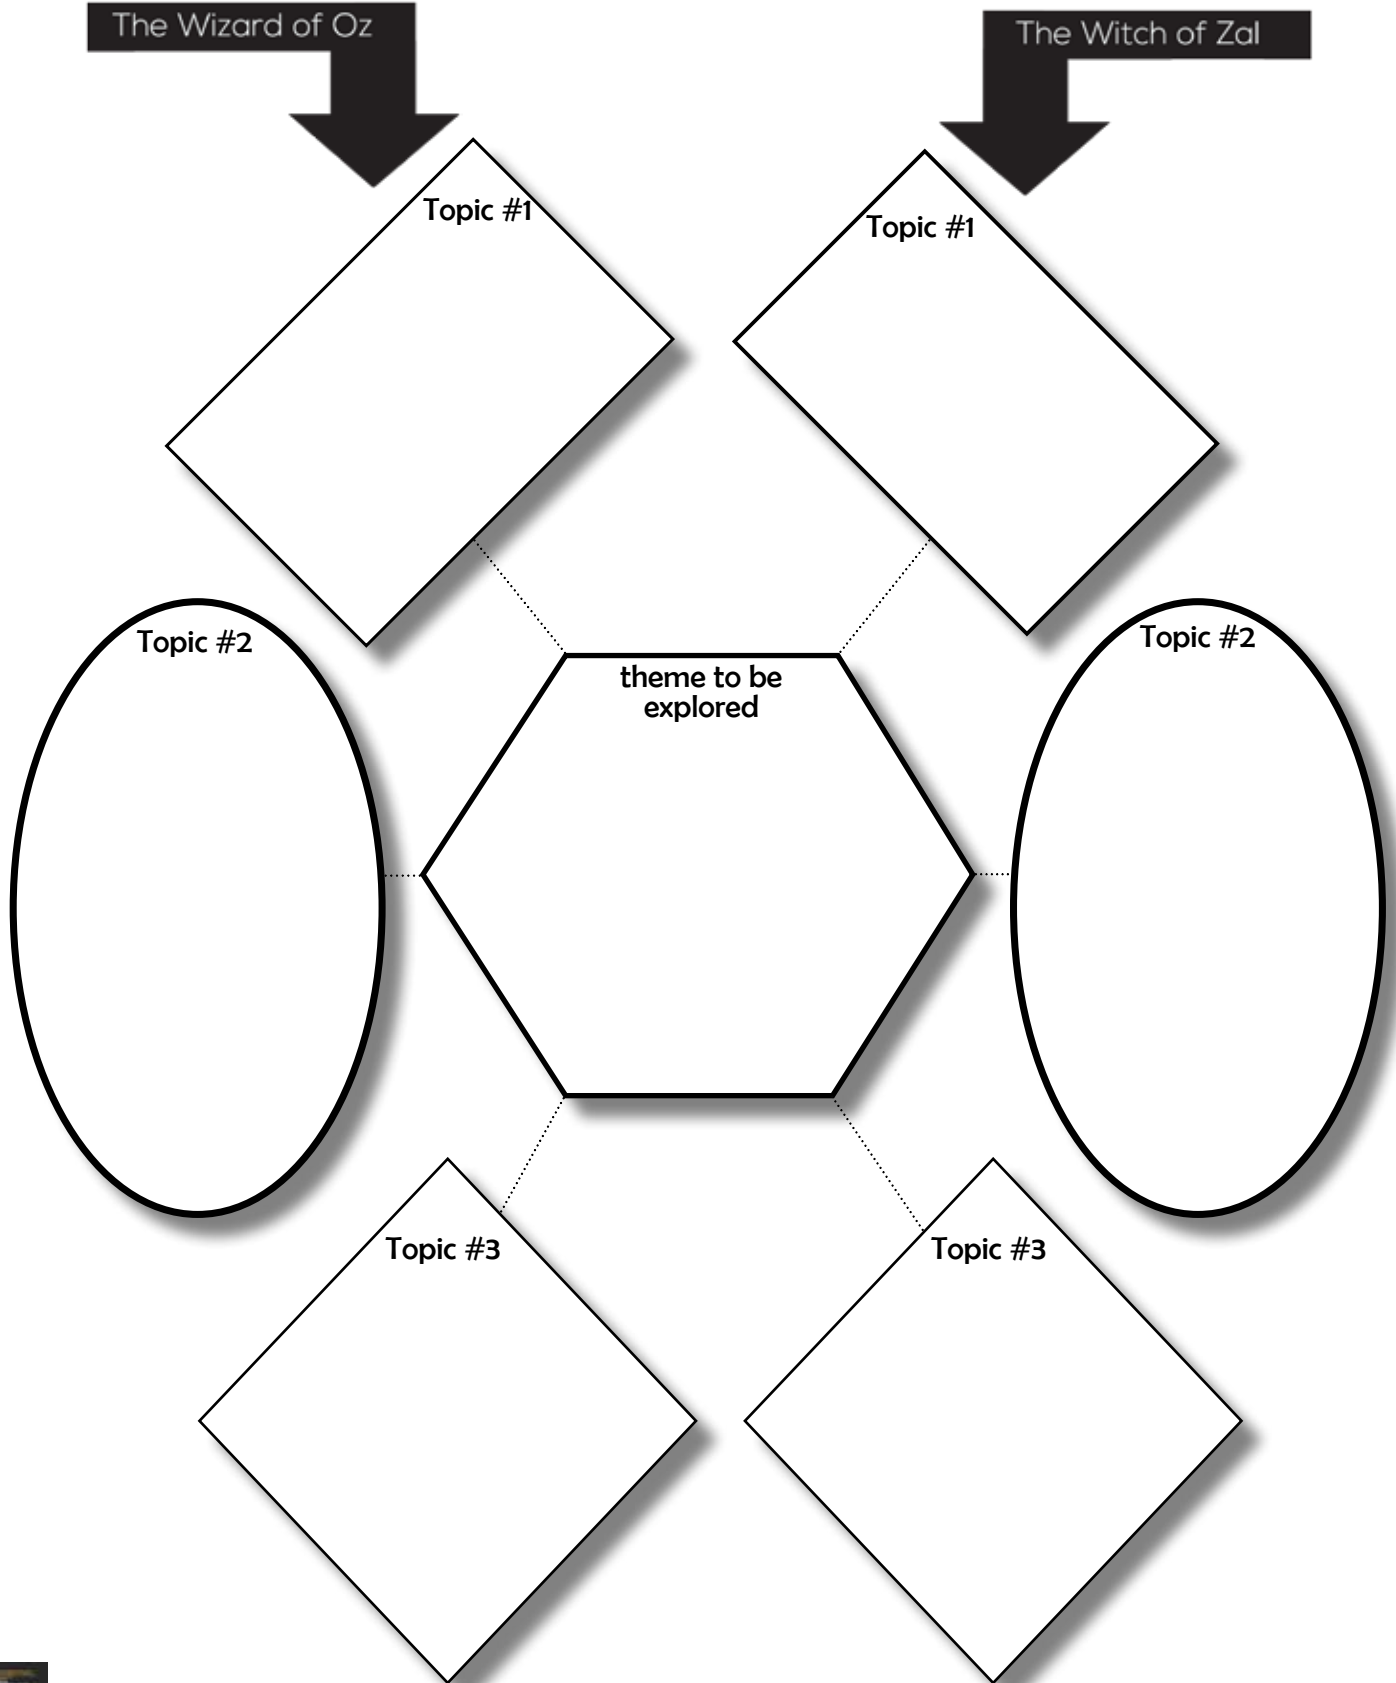 The Wizard of Oz
The Witch of Zal
Topic #1
Topic #1
Topic #2
Topic #2
theme to be
explored
Topic #3
Topic #3